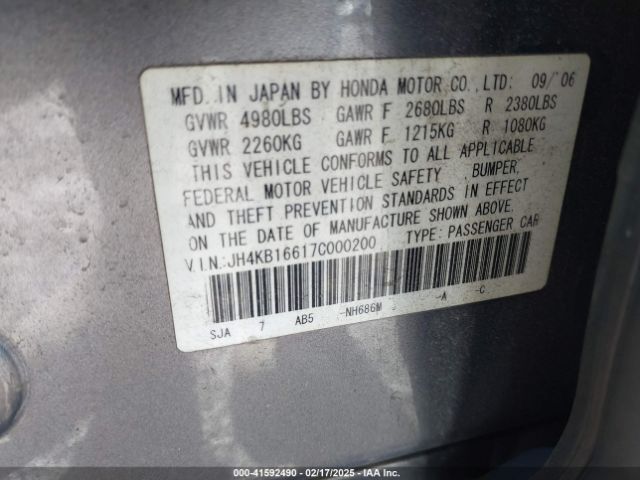 MFD. IN JAPAN BY HONDA MOTOR CO., LTD. 09/'06
GVWR 4980LBS GAWR F 2680LBS R 2380LBS
GVWR 2260KG GAWR F 1215KG R 1080KG
THIS VEHICLE CONFORMS TO ALL APPLICABLE
FEDERAL MOTOR VEHICLE SAFETY BUMPER,
AND THEFT PREVENTION STANDARDS IN EFFECT
ON THE DATE OF MANUFACTURE SHOWN ABOVE.
V.I.N.:JH4KB16617C000200 TYPE: PASSENGER CAR
SJA 7 AB5 -NH686M -A -C
000-41592490 | 02/17/2025 | IAA Inc.